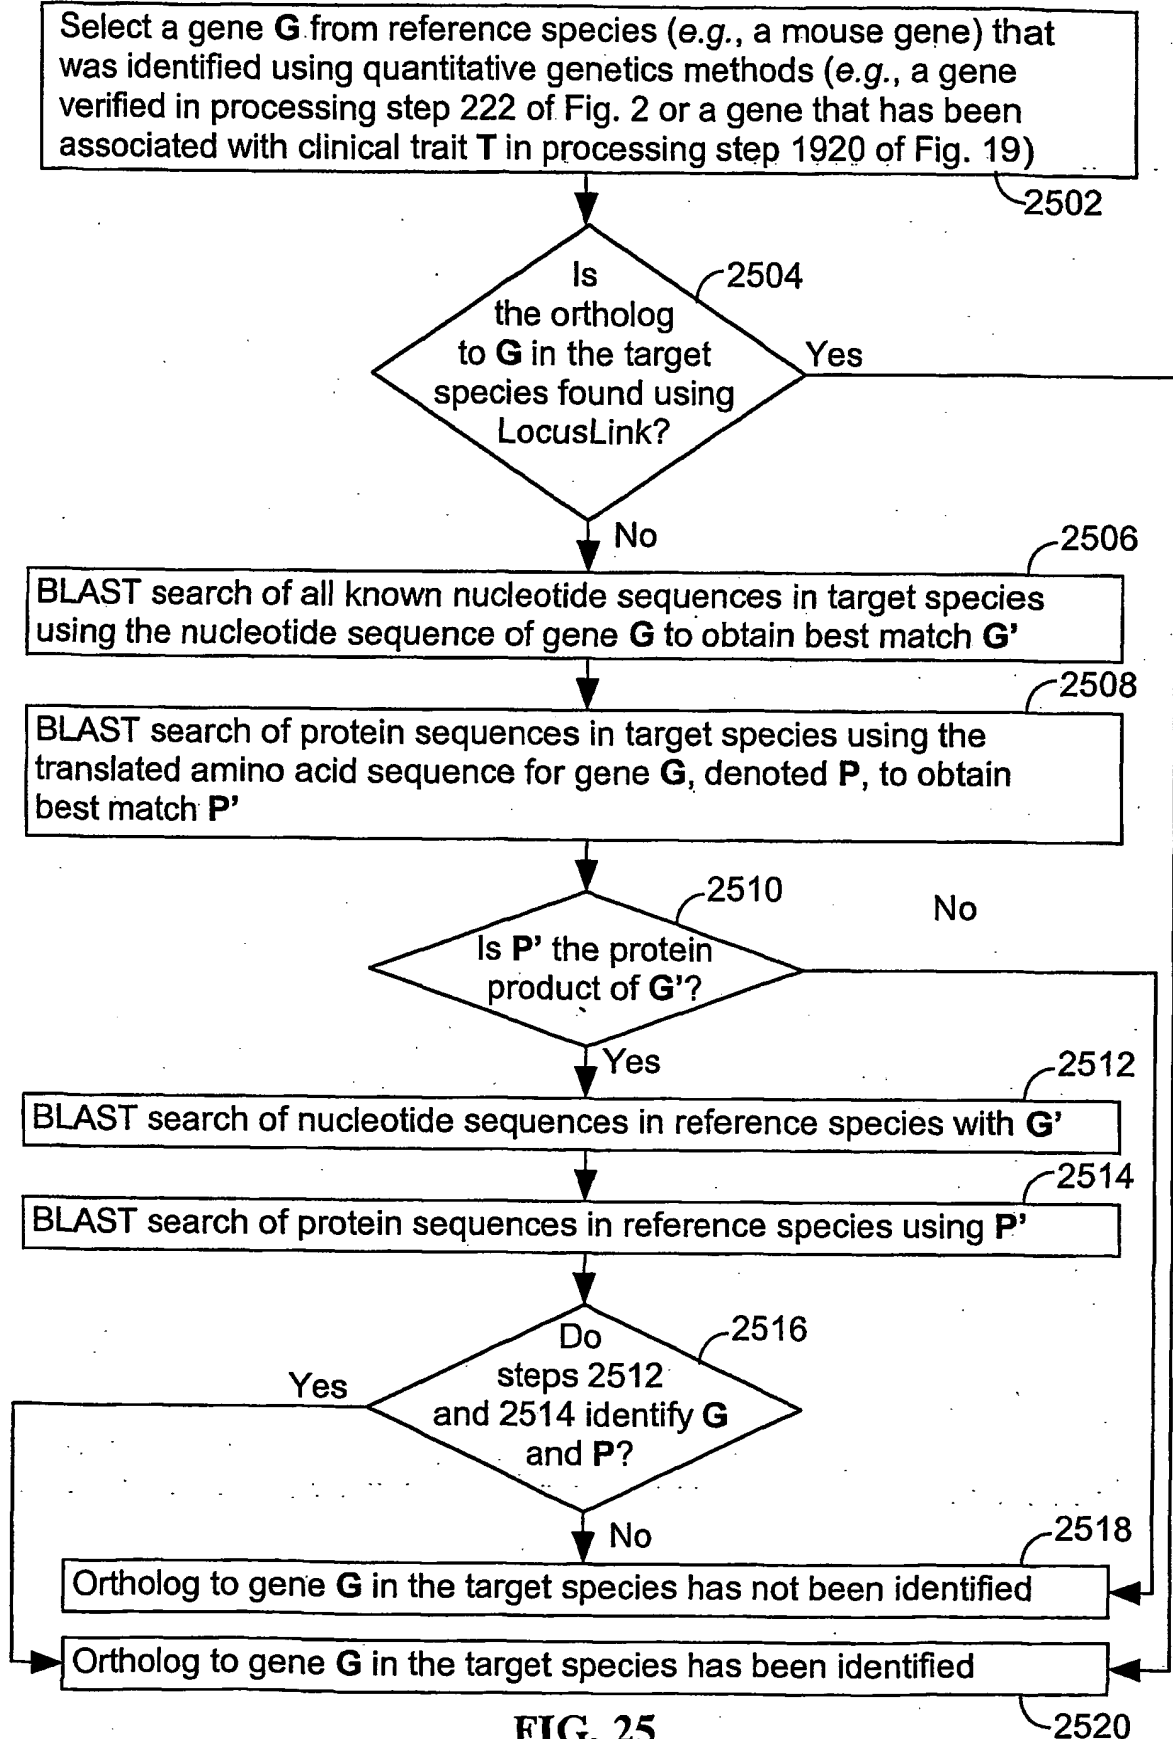 Select a gene G from reference species (e.g., a mouse gene) that
was identified using quantitative genetics methods (e.g., a gene
verified in processing step 222 of Fig. 2 or a gene that has been
associated with clinical trait T in processing step 1920 of Fig. 19)
2502
Is
the ortholog
to G in the target
species found using
LocusLink?
2504
Yes
No
2506
BLAST search of all known nucleotide sequences in target species
using the nucleotide sequence of gene G to obtain best match G'
2508
BLAST search of protein sequences in target species using the
translated amino acid sequence for gene G, denoted P, to obtain
best match P'
2510
No
Is P' the protein
product of G'?
Yes
2512
BLAST search of nucleotide sequences in reference species with G'
2514
BLAST search of protein sequences in reference species using P'
2516
Do
steps 2512
and 2514 identify G
and P?
Yes
No
2518
Ortholog to gene G in the target species has not been identified
Ortholog to gene G in the target species has been identified
2520
FIG. 25